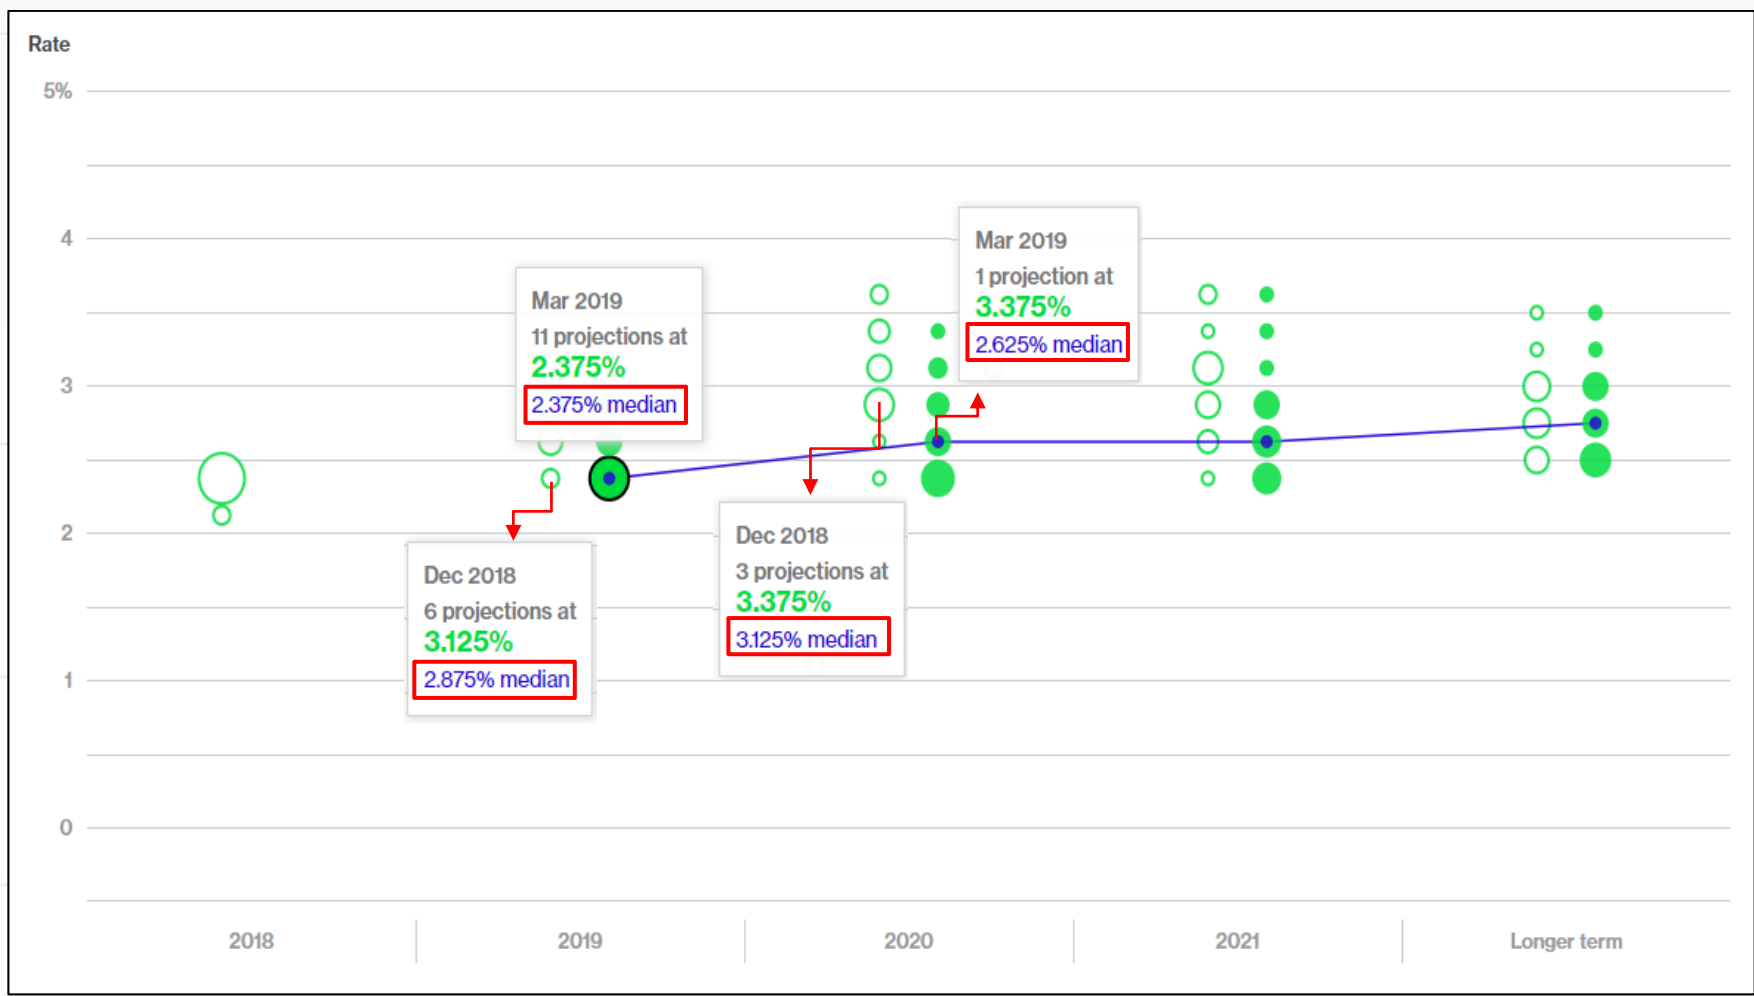 Rate
5%
4
3
2
1
0
Mar 2019
11 projections at
2.375%
2.375% median
Mar 2019
1 projection at
3.375%
2.625% median
Dec 2018
6 projections at
3.125%
2.875% median
Dec 2018
3 projections at
3.375%
3.125% median
2018
2019
2020
2021
Longer term